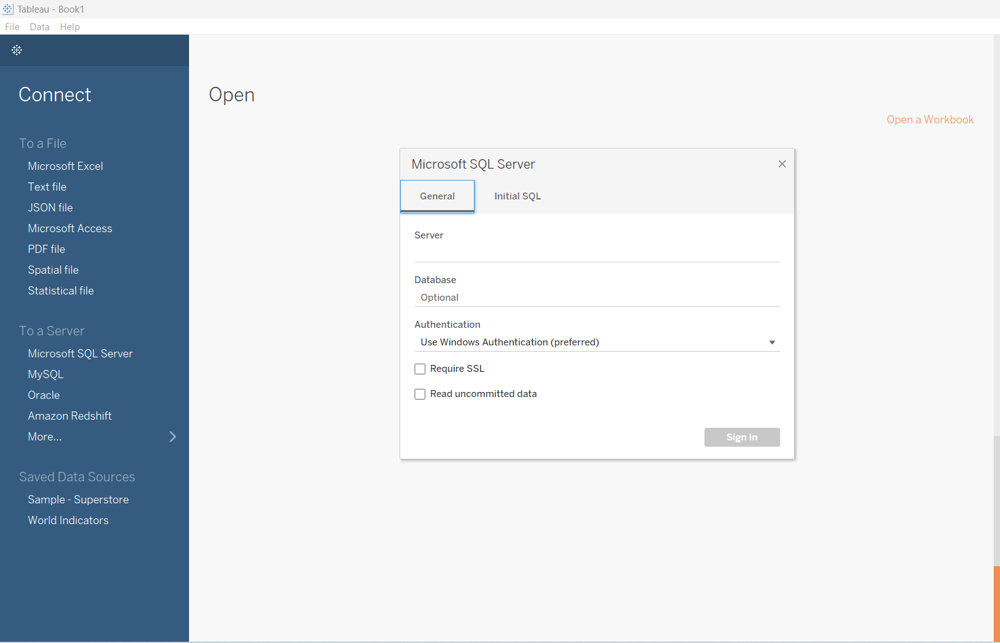 Tableau - Book1
File Data Help
Connect
To a File
Microsoft Excel
Text file
JSON file
Microsoft Access
PDF file
Spatial file
Statistical file
To a Server
Microsoft SQL Server
MySQL
Oracle
Amazon Redshift
More...
Saved Data Sources
Sample - Superstore
World Indicators
Open
Open a Workbook
Microsoft SQL Server
General Initial SQL
Server
Database
Optional
Authentication
Use Windows Authentication (preferred)
Require SSL
Read uncommitted data
Sign In